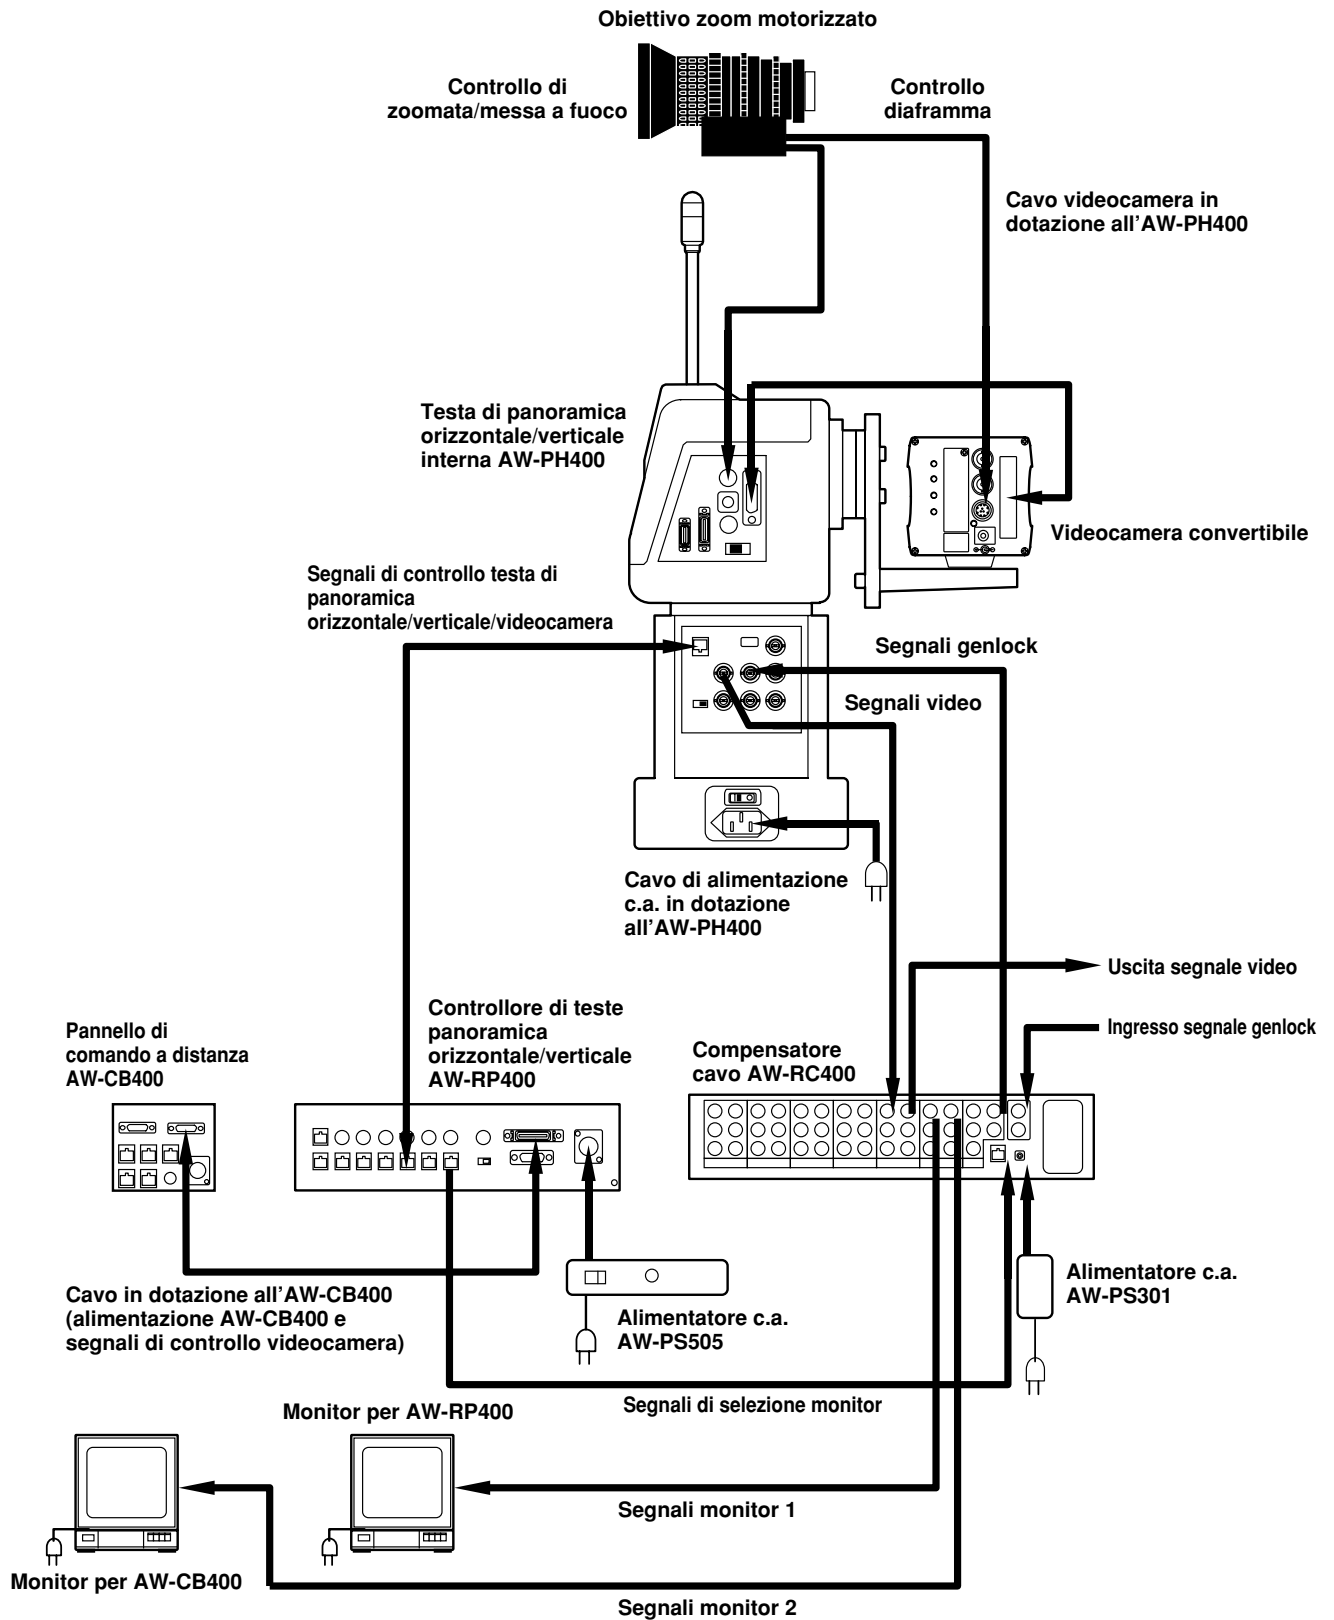 Obiettivo zoom motorizzato
Controllo di
zoomata/messa a fuoco
Controllo
diaframma
Cavo videocamera in
dotazione all'AW-PH400
Testa di panoramica
orizzontale/verticale
interna AW-PH400
Videocamera convertibile
Segnali di controllo testa di
panoramica
orizzontale/verticale/videocamera
Segnali genlock
Segnali video
Cavo di alimentazione
c.a. in dotazione
all'AW-PH400
Uscita segnale video
Ingresso segnale genlock
Pannello di
comando a distanza
AW-CB400
Controllore di teste
panoramica
orizzontale/verticale
AW-RP400
Compensatore
cavo AW-RC400
Cavo in dotazione all'AW-CB400
(alimentazione AW-CB400 e
segnali di controllo videocamera)
Alimentatore c.a.
AW-PS505
Alimentatore c.a.
AW-PS301
Segnali di selezione monitor
Monitor per AW-RP400
Segnali monitor 1
Monitor per AW-CB400
Segnali monitor 2